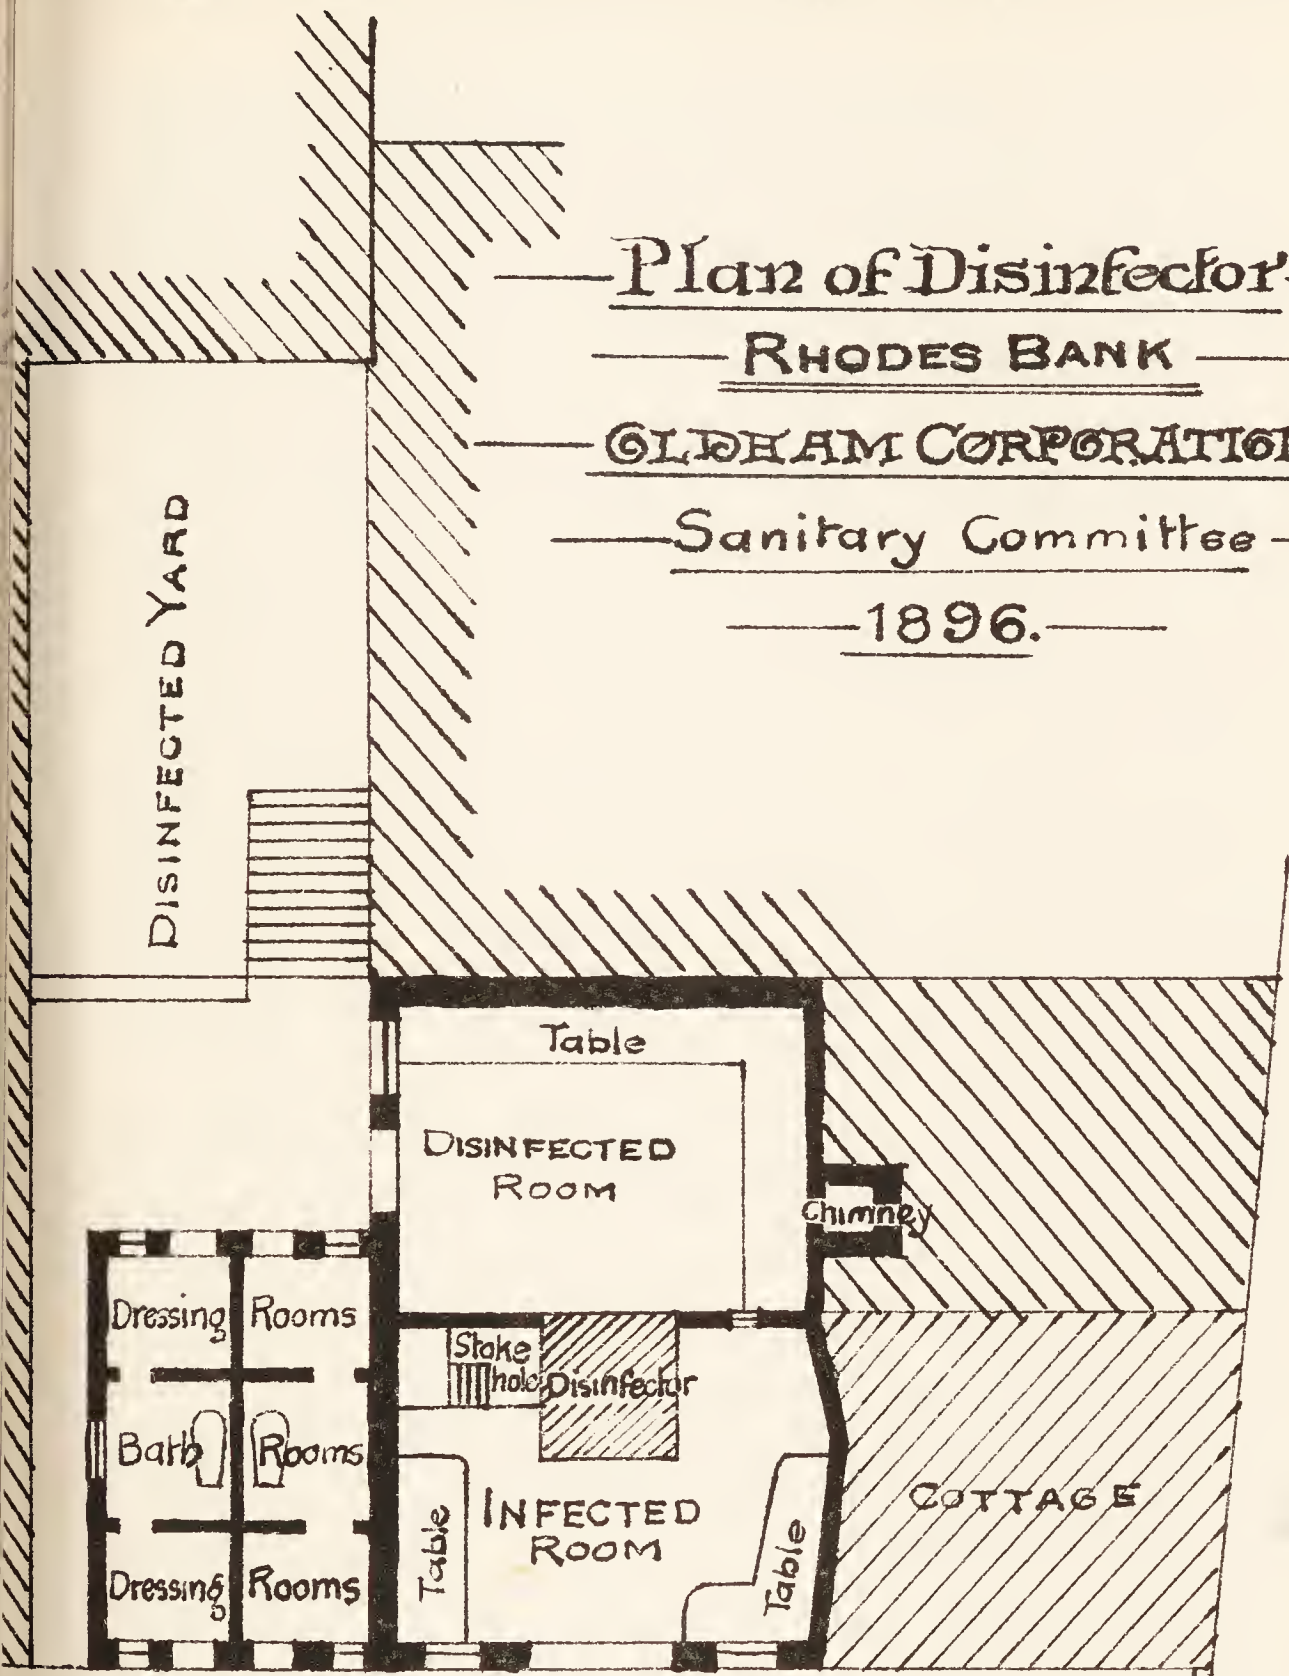 Plan of Disinfector
RHODES BANK
OLDHAM CORPORATION
Sanitary Committee
1896.
DISINFECTED YARD
Table
DISINFECTED
ROOM
Chimney
Dressing Rooms
Stoke
hole
Disinfector
Bath Rooms
COTTAGE
INFECTED
ROOM
Table
Table
Dressing Rooms